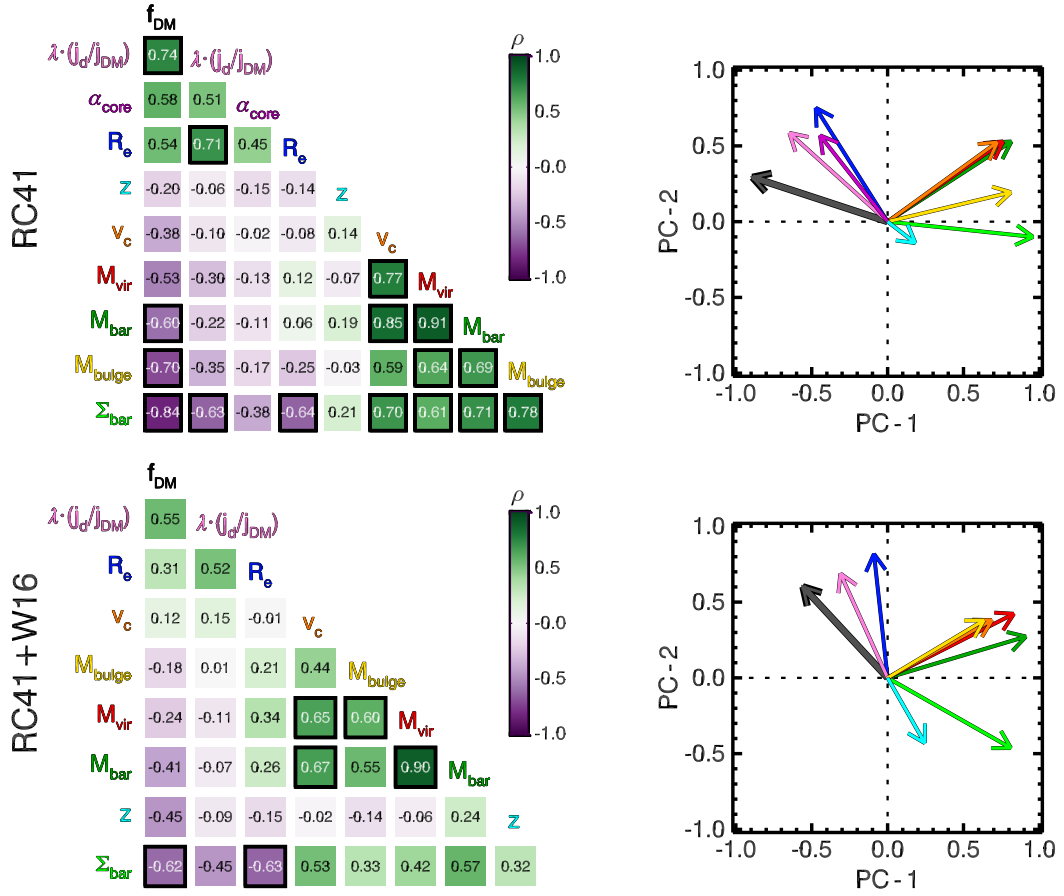 f_DM
λ·(j_d/j_DM) 0.74 λ·(j_d/j_DM)
α_core 0.58 0.51 α_core
R_e 0.54 0.71 0.45 R_e
z -0.20 -0.06 -0.15 -0.14 z
v_c -0.38 -0.10 -0.02 -0.08 0.14 v_c
M_vir -0.53 -0.30 -0.13 0.12 -0.07 0.77 M_vir
M_bar -0.60 -0.22 -0.11 0.06 0.19 0.85 0.91 M_bar
M_bulge -0.70 -0.35 -0.17 -0.25 -0.03 0.59 0.64 0.69 M_bulge
Σ_bar -0.84 -0.63 -0.38 -0.64 0.21 0.70 0.61 0.71 0.78
RC41
ρ
1.0
0.5
-0.0
-0.5
-1.0
1.0
0.5
0.0
-0.5
-1.0
PC-2
-1.0 -0.5 0.0 0.5 1.0
PC-1
f_DM
λ·(j_d/j_DM) 0.55 λ·(j_d/j_DM)
R_e 0.31 0.52 R_e
v_c 0.12 0.15 -0.01 v_c
M_bulge -0.18 0.01 0.21 0.44 M_bulge
M_vir -0.24 -0.11 0.34 0.65 0.60 M_vir
M_bar -0.41 -0.07 0.26 0.67 0.55 0.90 M_bar
z -0.45 -0.09 -0.15 -0.02 -0.14 -0.06 0.24 z
Σ_bar -0.62 -0.45 -0.63 0.53 0.33 0.42 0.57 0.32
RC41+W16
ρ
1.0
0.5
-0.0
-0.5
-1.0
1.0
0.5
0.0
-0.5
-1.0
PC-2
-1.0 -0.5 0.0 0.5 1.0
PC-1